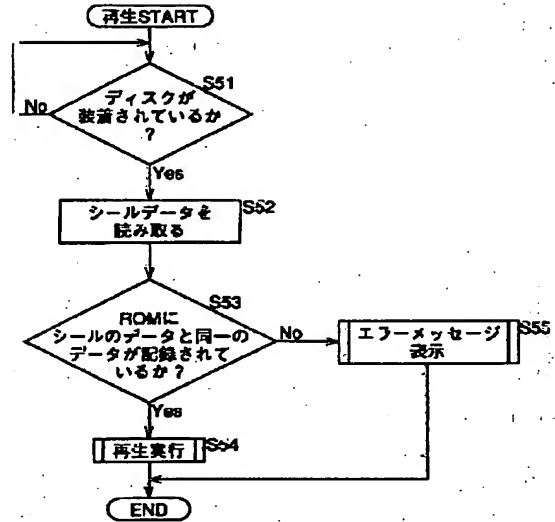 再生START
S51
ディスクが
装着されているか
?
No
Yes
シールデータを
読み取る
S52
S53
ROMに
シールのデータと同一の
データが記録されて
いるか?
No
エラーメッセージ
表示
S55
Yes
再生実行
S54
END